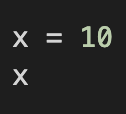 x = 10
x